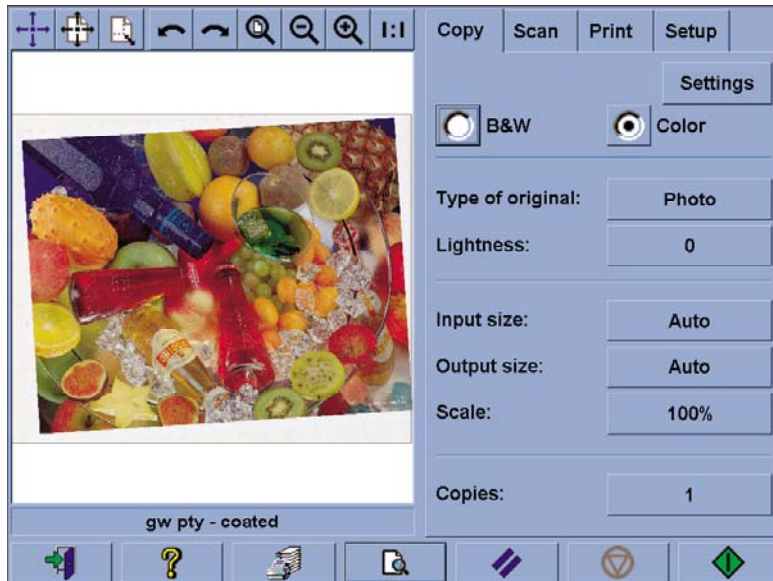 1:1
Copy Scan Print Setup
Settings
B&W Color
Type of original: Photo
Lightness: 0
Input size: Auto
Output size: Auto
Scale: 100%
Copies: 1
gw pty - coated
?